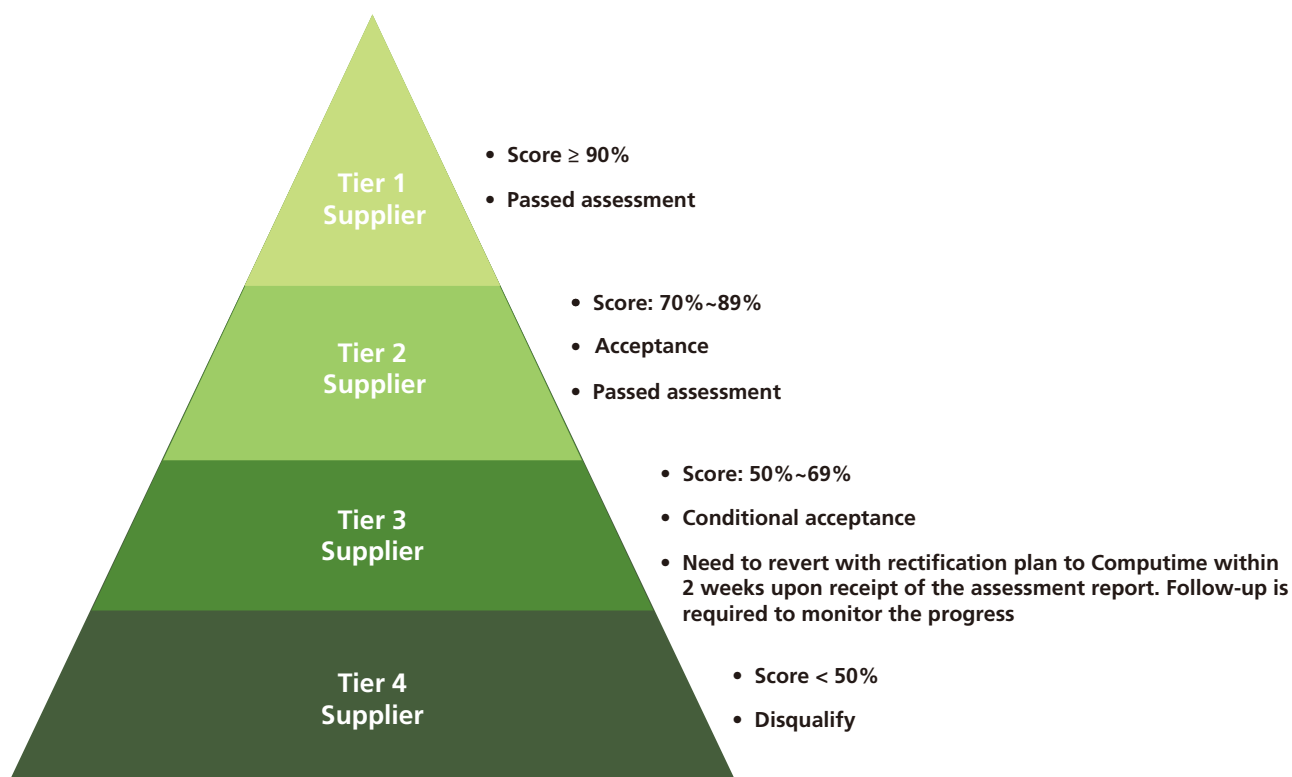 Tier 1
Supplier
• Score ≥ 90%
• Passed assessment
Tier 2
Supplier
• Score: 70%~89%
• Acceptance
• Passed assessment
Tier 3
Supplier
• Score: 50%~69%
• Conditional acceptance
• Need to revert with rectification plan to Computime within
2 weeks upon receipt of the assessment report. Follow-up is
required to monitor the progress
Tier 4
Supplier
• Score < 50%
• Disqualify